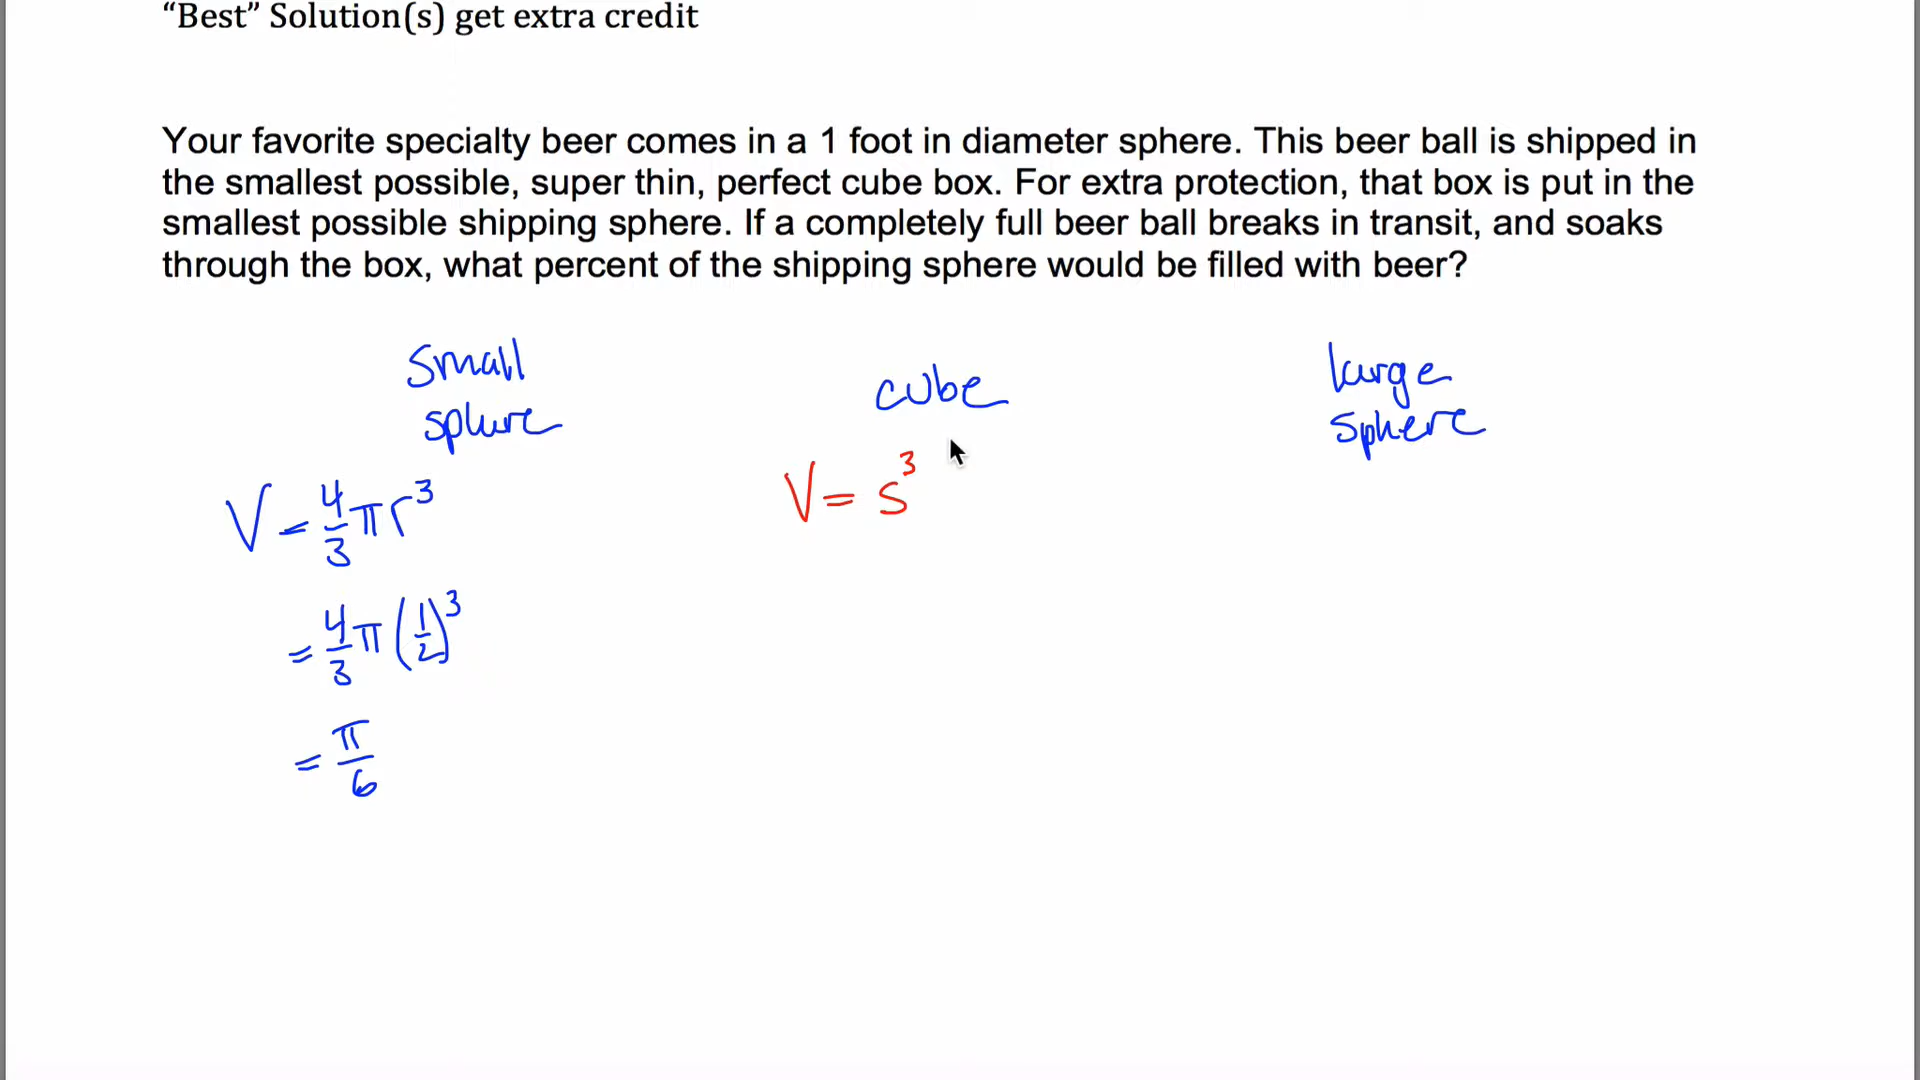 “Best” Solution(s) get extra credit
Your favorite specialty beer comes in a 1 foot in diameter sphere. This beer ball is shipped in
the smallest possible, super thin, perfect cube box. For extra protection, that box is put in the
smallest possible shipping sphere. If a completely full beer ball breaks in transit, and soaks
through the box, what percent of the shipping sphere would be filled with beer?
small
sphere
V = 4/3 πr³
= 4/3 π (1/2)³
= π/6
cube
V = s³
large
sphere